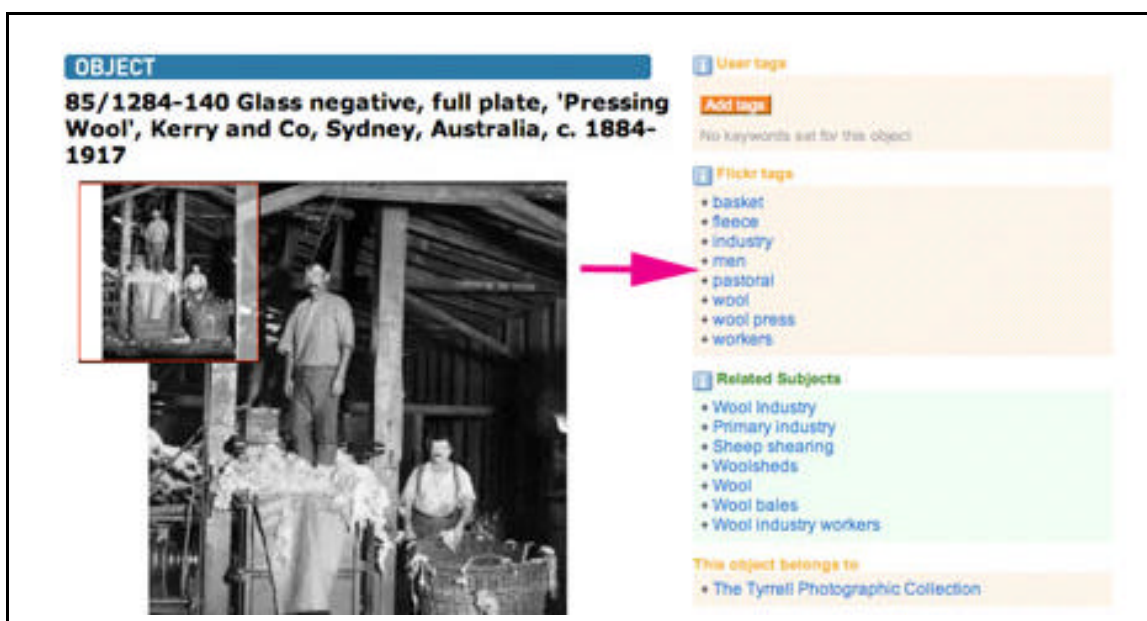 OBJECT
85/1284-140 Glass negative, full plate, 'Pressing
Wool', Kerry and Co, Sydney, Australia, c. 1884-
1917
User tags
Add tags
No keywords set for this object
Flickr tags
• basket
• fleece
• industry
• men
• pastoral
• wool
• wool press
• workers
Related Subjects
• Wool Industry
• Primary industry
• Sheep shearing
• Woolsheds
• Wool
• Wool bales
• Wool industry workers
This object belongs to
• The Tyrrell Photographic Collection